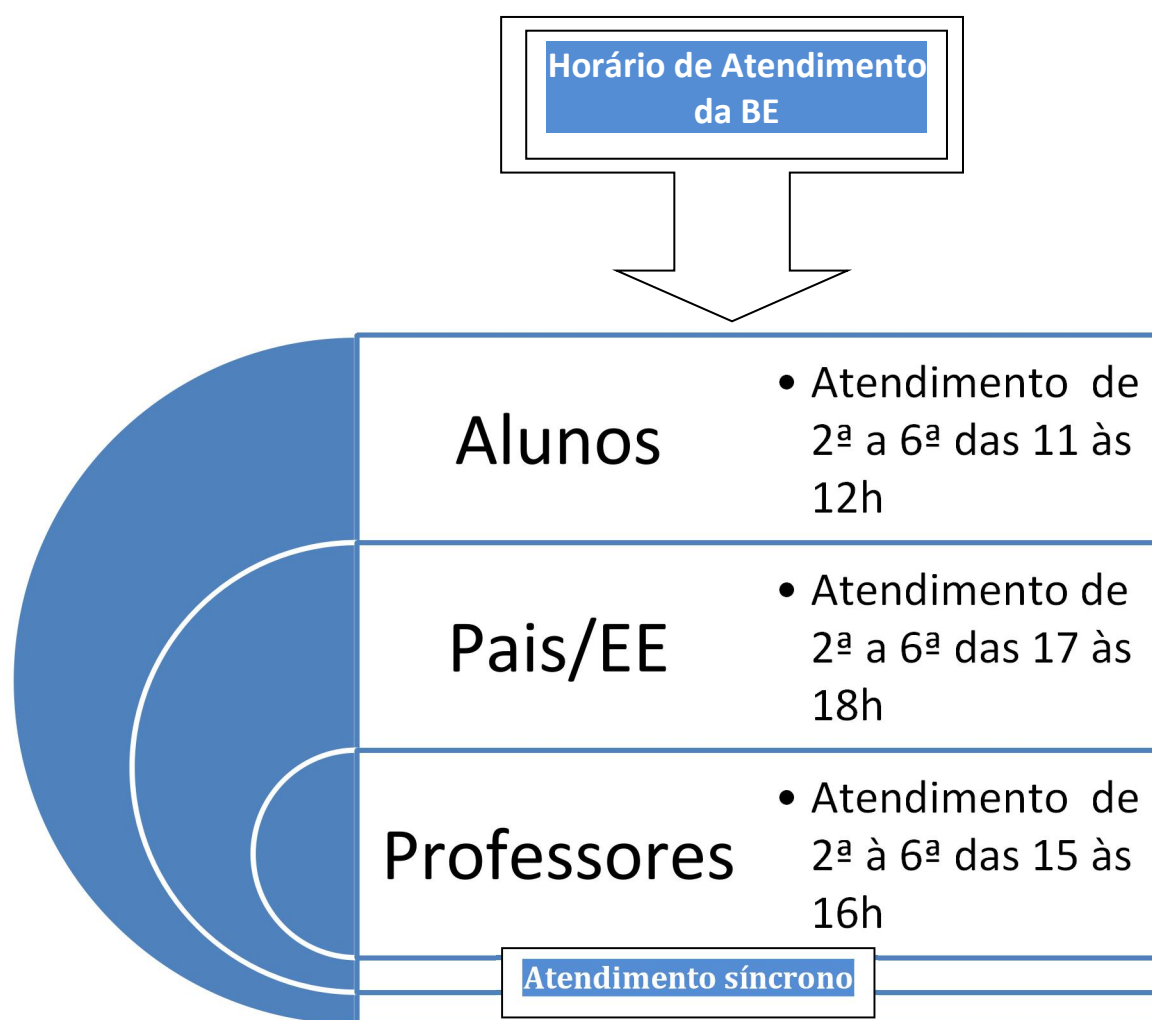 Horário de Atendimento
da BE
Alunos
• Atendimento de
2ª a 6ª das 11 às
12h
Pais/EE
• Atendimento de
2ª a 6ª das 17 às
18h
Professores
• Atendimento de
2ª à 6ª das 15 às
16h
Atendimento síncrono